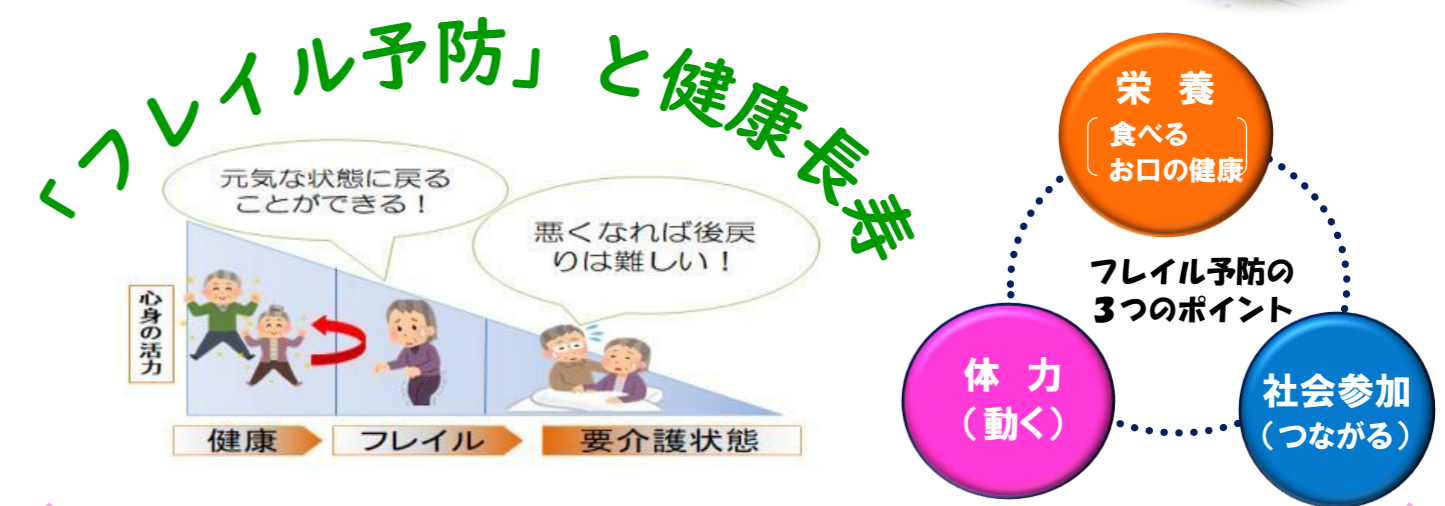 「フレイル予防」と健康長寿
元気な状態に戻る
ことができる！
悪くなれば後戻
りは難しい！
心身の活力
健康
フレイル
要介護状態
栄 養
食べる
お口の健康
フレイル予防の
３つのポイント
体 力
（動く）
社会参加
（つながる）